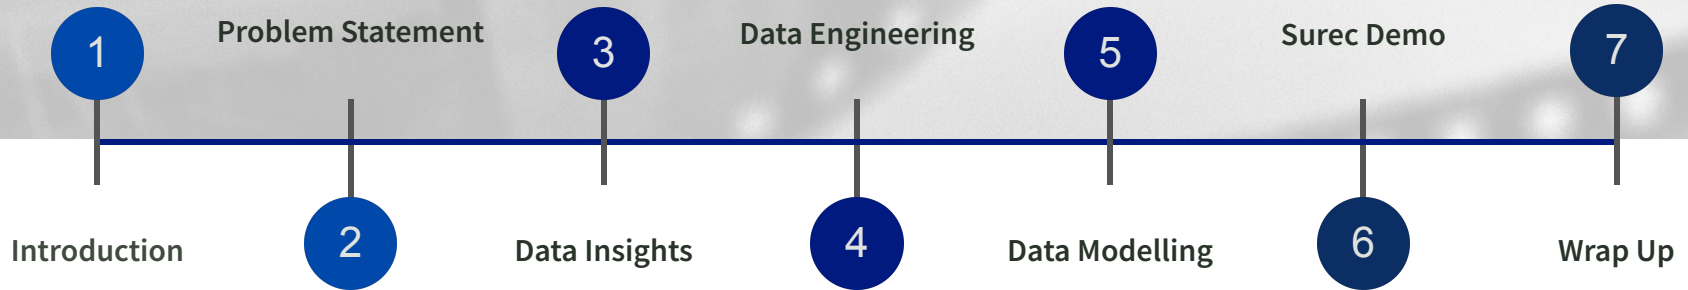 1
Introduction
Problem Statement
2
3
Data Insights
Data Engineering
4
5
Data Modelling
Surec Demo
6
7
Wrap Up